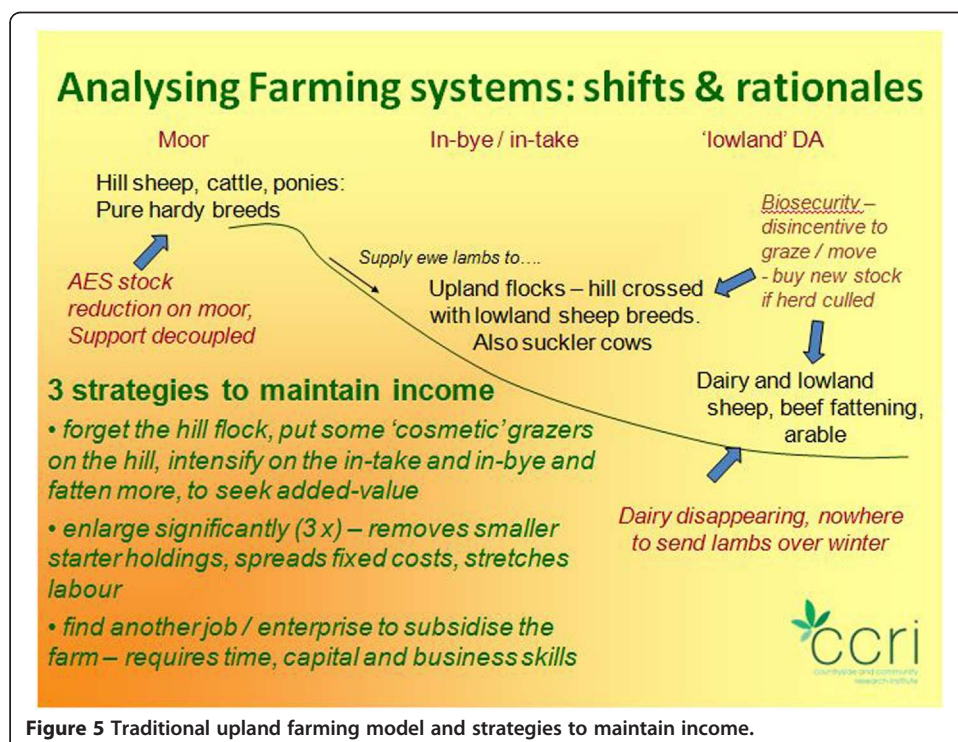 Analysing Farming systems: shifts & rationales
Moor
In-bye / in-take
'lowland' DA
Hill sheep, cattle, ponies:
Pure hardy breeds
Supply ewe lambs to….
Biosecurity –
disincentive to
graze / move
- buy new stock
if herd culled
AES stock
reduction on moor,
Support decoupled
Upland flocks – hill crossed
with lowland sheep breeds.
Also suckler cows
Dairy and lowland
sheep, beef fattening,
arable
3 strategies to maintain income
• forget the hill flock, put some 'cosmetic' grazers
on the hill, intensify on the in-take and in-bye and
fatten more, to seek added-value
• enlarge significantly (3 x) – removes smaller
starter holdings, spreads fixed costs, stretches
labour
• find another job / enterprise to subsidise the
farm – requires time, capital and business skills
Dairy disappearing, nowhere
to send lambs over winter
ccri
countryside and community
research institute
Figure 5 Traditional upland farming model and strategies to maintain income.